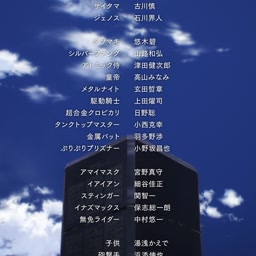 サイタマ 古川慎
ジェノス 石川界人
タツマキ 悠木碧
シルバーファング 山路和弘
アトミック侍 津田健次郎
童帝 高山みなみ
メタルナイト 玄田哲章
駆動騎士 上田燿司
超合金クロビカリ 日野聡
タンクトップマスター 小西克幸
金属バット 羽多野渉
ぷりぷりプリズナー 小野坂昌也
アマイマスク 宮野真守
イアイアン 細谷佳正
スティンガー 関智一
イナズマックス 保志総一朗
無免ライダー 中村悠一
子供 湯浅かえで
砲撃手 浜添伸也